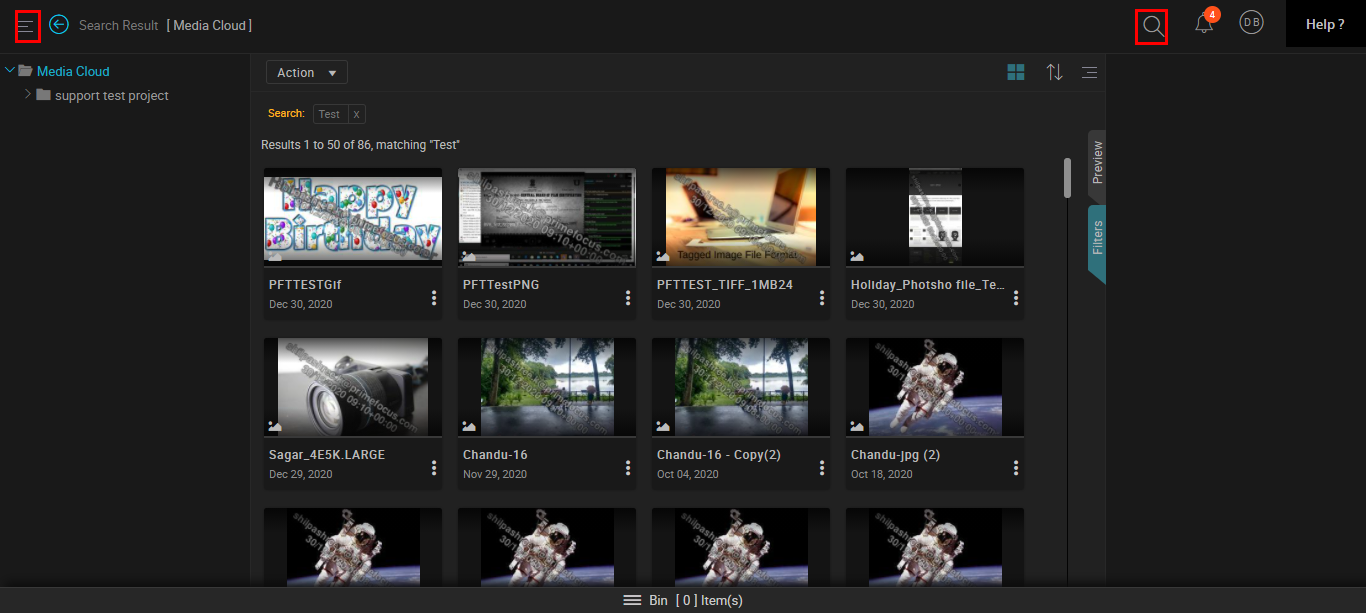 Search Result [ Media Cloud ]
4
D B
Help ?
Media Cloud
support test project
Action
Search: Test x
Results 1 to 50 of 86, matching "Test"
Preview
Filters
Happy
Birthday
Tagged Image File Format
PFTTESTGif
Dec 30, 2020
PFTTestPNG
Dec 30, 2020
PFTTEST_TIFF_1MB24
Dec 30, 2020
Holiday_Photsho file_Te...
Dec 30, 2020
Sagar_4E5K.LARGE
Dec 29, 2020
Chandu-16
Nov 29, 2020
Chandu-16 - Copy(2)
Oct 04, 2020
Chandu-jpg (2)
Oct 18, 2020
Bin [ 0 ] Item(s)